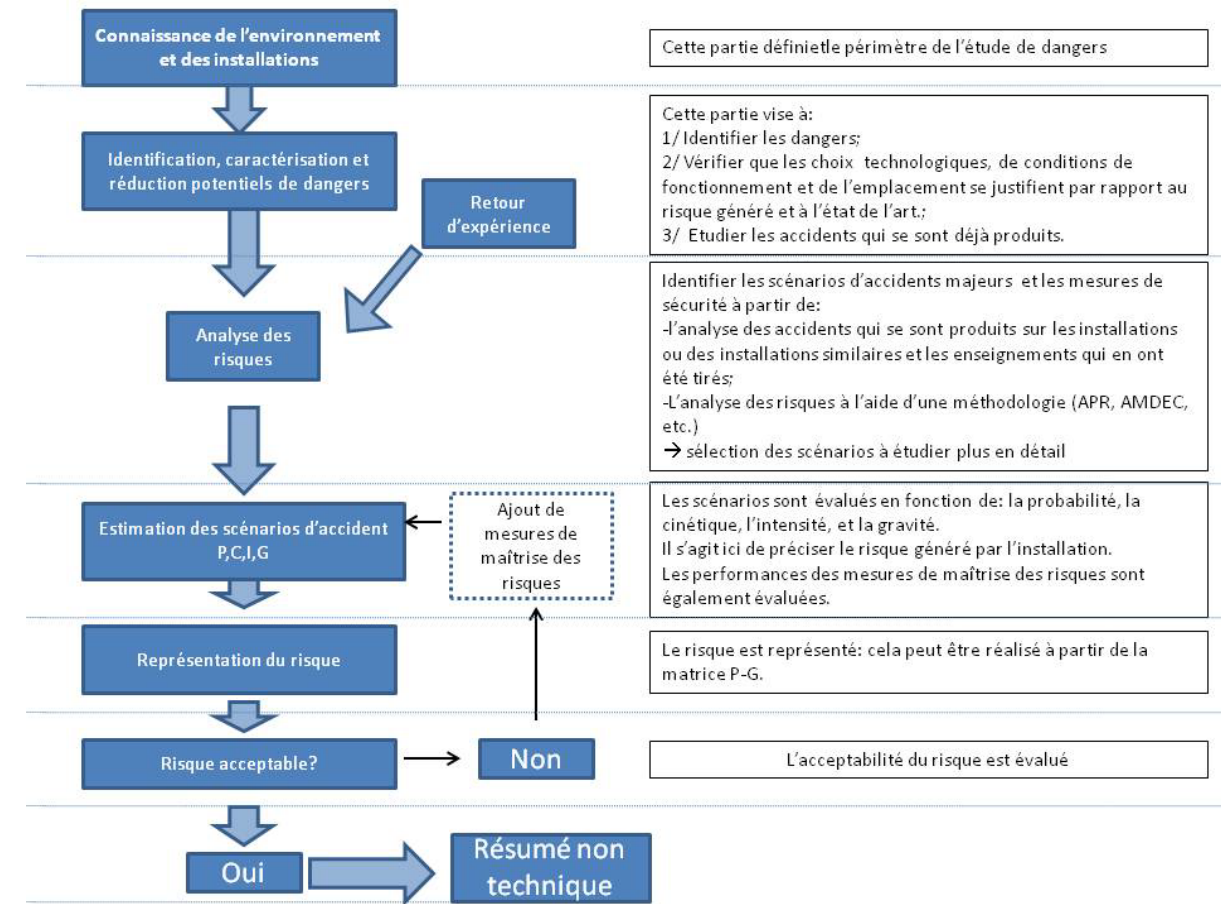 Connaissance de l'environnement
et des installations
Cette partie définietle périmètre de l'étude de dangers
Identification, caractérisation et
réduction potentiels de dangers
Cette partie vise à:
1/ Identifier les dangers;
2/ Vérifier que les choix technologiques, de conditions de
fonctionnement et de l'emplacement se justifient par rapport au
risque généré et à l'état de l'art.;
3/ Etudier les accidents qui se sont déjà produits.
Retour
d'expérience
Analyse des
risques
Identifier les scénarios d'accidents majeurs et les mesures de
sécurité à partir de:
-l'analyse des accidents qui se sont produits sur les installations
ou des installations similaires et les enseignements qui en ont
été tirés;
-L'analyse des risques à l'aide d'une méthodologie (APR, AMDEC,
etc.)
→ sélection des scénarios à étudier plus en détail
Estimation des scénarios d'accident
P,C,I,G
Ajout de
mesures de
maîtrise des
risques
Les scénarios sont évalués en fonction de: la probabilité, la
cinétique, l'intensité, et la gravité.
Il s'agit ici de préciser le risque généré par l'installation.
Les performances des mesures de maîtrise des risques sont
également évaluées.
Représentation du risque
Le risque est représenté: cela peut être réalisé à partir de la
matrice P-G.
Risque acceptable?
Non
L'acceptabilité du risque est évalué
Oui
Résumé non
technique